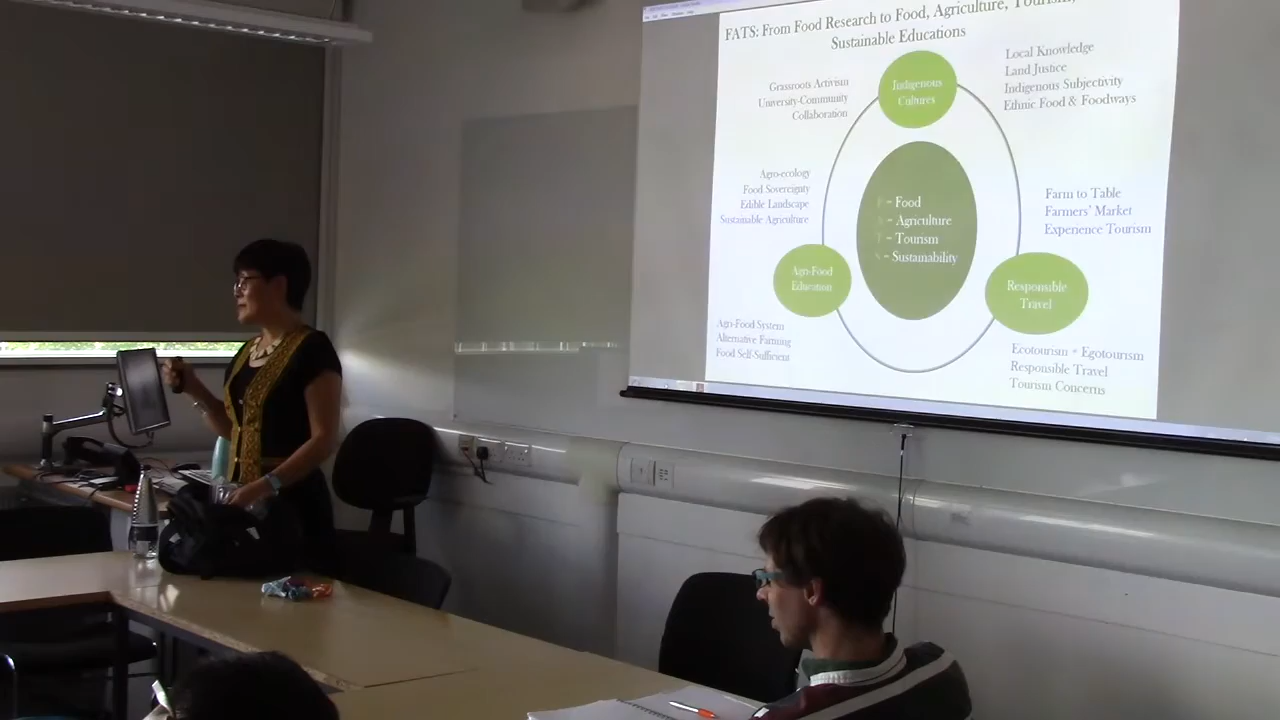 FATS: From Food Research to Food, Agriculture, Tourism,
Sustainable Educations
Indigenous
Cultures
Grassroots Activism
University-Community
Collaboration
Local Knowledge
Land Justice
Indigenous Subjectivity
Ethnic Food & Foodways
Agro-ecology
Food Sovereignty
Edible Landscape
Sustainable Agriculture
F - Food
A - Agriculture
T - Tourism
S - Sustainability
Farm to Table
Farmers' Market
Experience Tourism
Agri-Food
Education
Responsible
Travel
Agri-Food System
Alternative Farming
Food Self-Sufficient
Ecotourism + Egotourism
Responsible Travel
Tourism Concerns